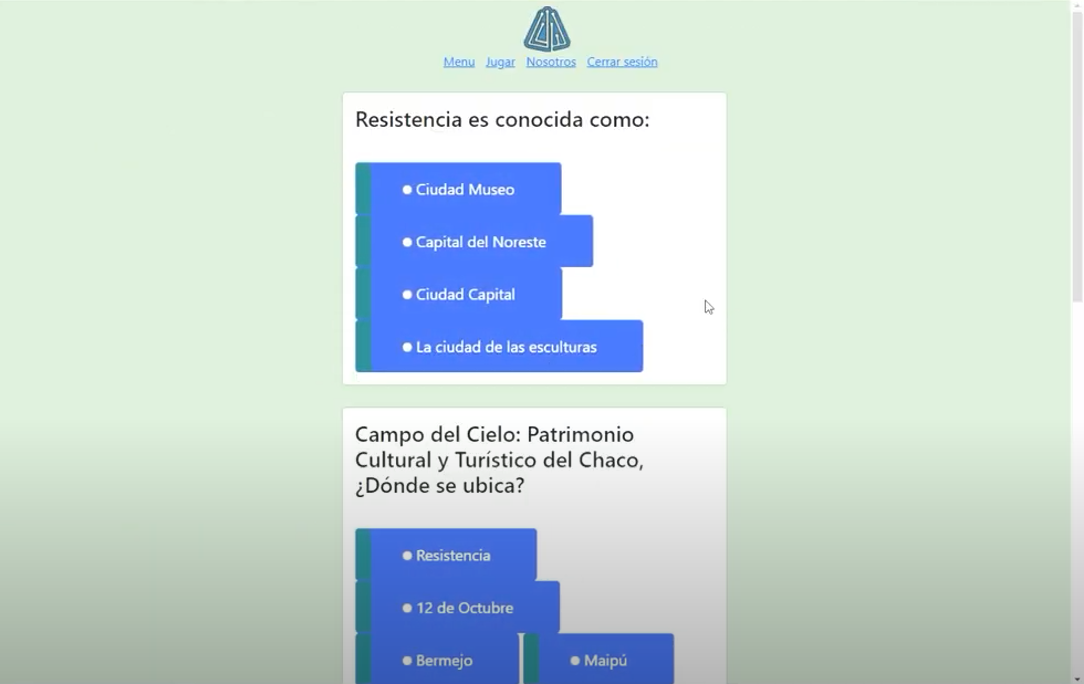 Menu Jugar Nosotros Cerrar sesión
Resistencia es conocida como:
Ciudad Museo
Capital del Noreste
Ciudad Capital
La ciudad de las esculturas
Campo del Cielo: Patrimonio
Cultural y Turístico del Chaco,
¿Dónde se ubica?
Resistencia
12 de Octubre
Bermejo Maipú